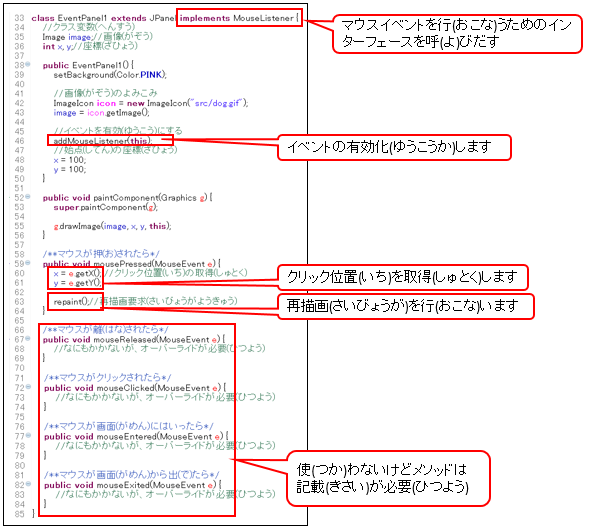 33 class EventPanel1 extends JPanel implements MouseListener {
34 //クラス変数(へんすう)
35 Image image;//画像(がぞう)
36 int x, y;//座標(ざひょう)
37
38 public EventPanel1() {
39 setBackground(Color.PINK);
40
41 //画像(がぞう)のよみこみ
42 ImageIcon icon = new ImageIcon("src/dog.gif");
43 image = icon.getImage();
44
45 //イベントを有効(ゆうこう)にする
46 addMouseListener(this);
47 //始点(してん)の座標(ざひょう)
48 x = 100;
49 y = 100;
50 }
51
52 public void paintComponent(Graphics g) {
53 super.paintComponent(g);
54
55 g.drawImage(image, x, y, this);
56 }
57
58 /**マウスが押(お)されたら*/
59 public void mousePressed(MouseEvent e) {
60 x = e.getX();//クリック位置(いち)の取得(しゅとく)
61 y = e.getY();
62
63 repaint();//再描画要求(さいびょうがようきゅう)
64 }
65
66 /**マウスが離(はな)されたら*/
67 public void mouseReleased(MouseEvent e) {
68 //なにもかかないが、オーバーライドが必要(ひつよう)
69 }
70
71 /**マウスがクリックされたら*/
72 public void mouseClicked(MouseEvent e) {
73 //なにもかかないが、オーバーライドが必要(ひつよう)
74 }
75
76 /**マウスが画面(がめん)にはいったら*/
77 public void mouseEntered(MouseEvent e) {
78 //なにもかかないが、オーバーライドが必要(ひつよう)
79 }
80
81 /**マウスが画面(がめん)から出(で)たら*/
82 public void mouseExited(MouseEvent e) {
83 //なにもかかないが、オーバーライドが必要(ひつよう)
84 }
85 }
マウスイベントを行(おこな)うためのイン
ターフェースを呼(よ)びだす
イベントの有効化(ゆうこうか)します
クリック位置(いち)を取得(しゅとく)します
再描画(さいびょうが)を行(おこな)います
使(つか)わないけどメソッドは
記載(きさい)が必要(ひつよう)